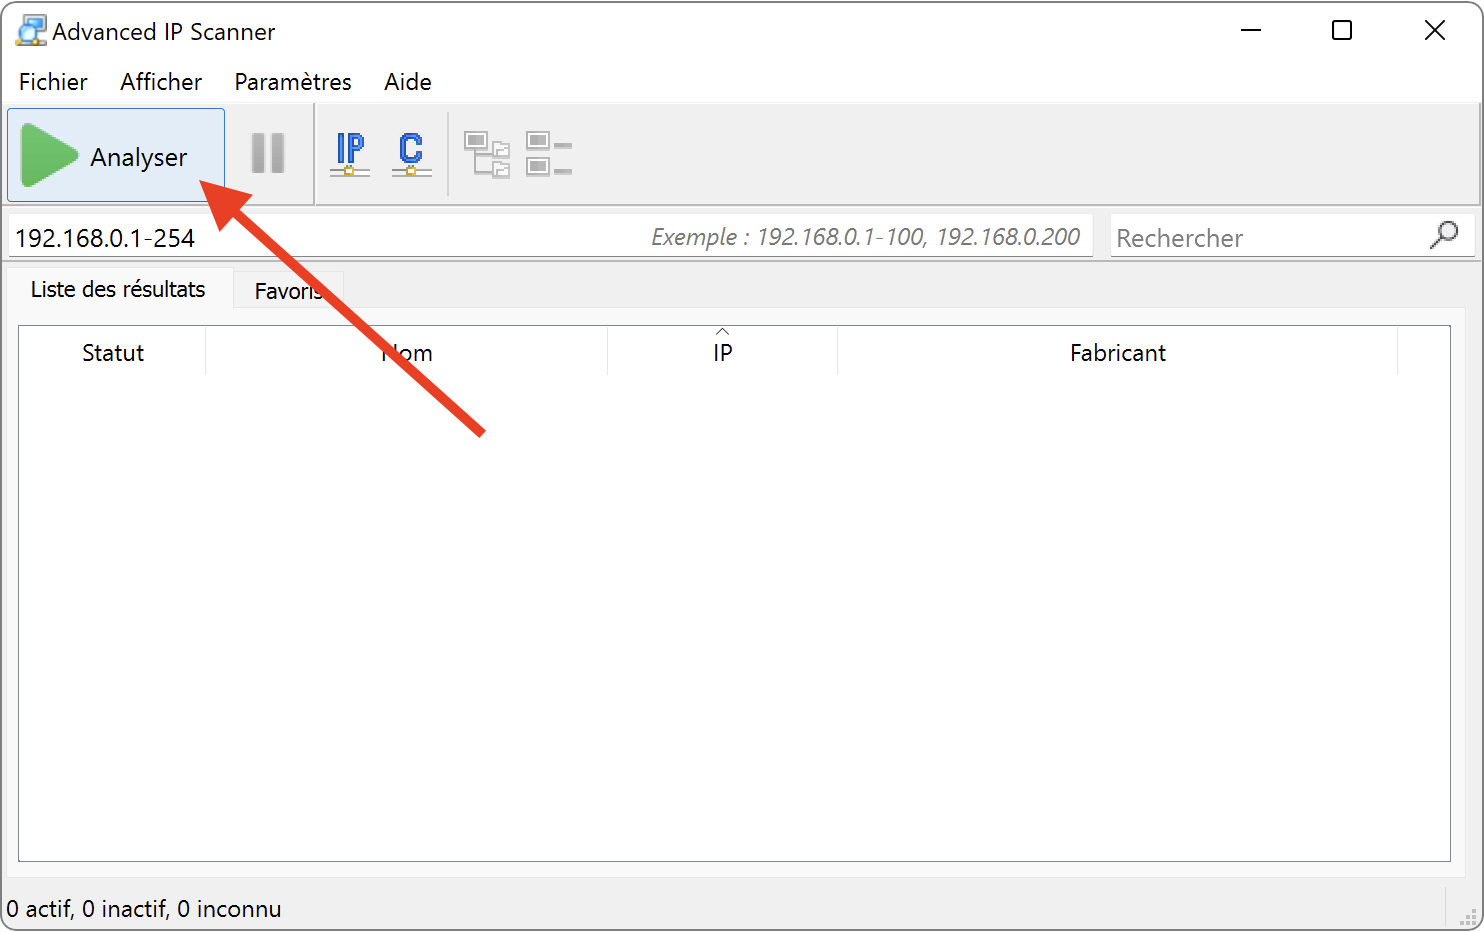 Advanced IP Scanner
Fichier Afficher Paramètres Aide
Analyser IP C
192.168.0.1-254 Exemple : 192.168.0.1-100, 192.168.0.200 Rechercher
Liste des résultats Favoris
Statut Nom IP Fabricant
0 actif, 0 inactif, 0 inconnu